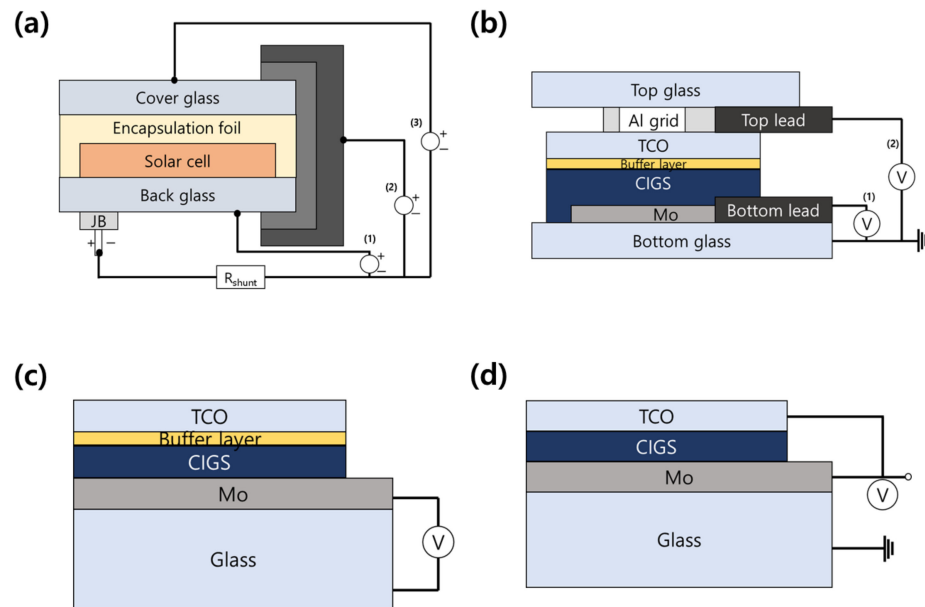 (a)
(b)
Cover glass
Encapsulation foil
Solar cell
Back glass
JB
+ −
(1)
+
−
(2)
+
−
(3)
+
−
Rshunt
Top glass
Al grid
Top lead
TCO
Buffer layer
CIGS
Mo
Bottom lead
Bottom glass
(1)
V
(2)
V
(c)
(d)
TCO
Buffer layer
CIGS
Mo
Glass
V
TCO
CIGS
Mo
Glass
V